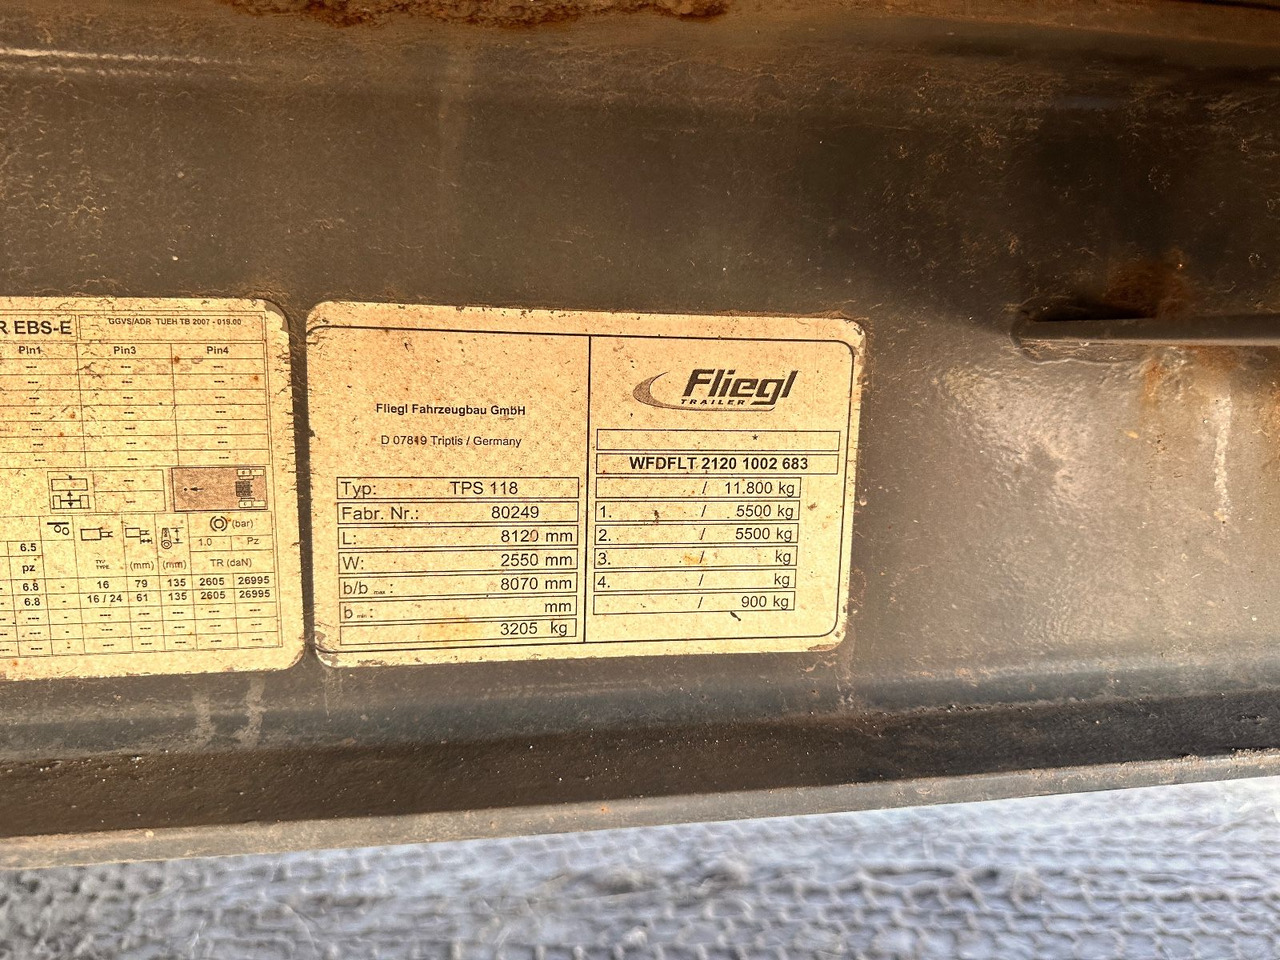 R EBS-E
GGVS/ADR TUEH TB 2007 - 019.00
Pin1 Pin3 Pin4
--- --- ---
--- --- ---
--- --- ---
--- --- ---
--- --- ---
--- --- ---
--- --- ---
---
---
(bar)
6.5 (mm) (mm) 1.0 Pz
pz TYP TYPE TR (daN)
- 6.8 - 16 79 135 2605 26995
- 6.8 - 16 / 24 61 135 2605 26995
- --- - --- --- --- --- ---
- --- - --- --- --- --- ---
- --- - --- --- --- --- ---
Fliegl Fahrzeugbau GmbH
D 07819 Triptis / Germany
Typ: TPS 118
Fabr. Nr.: 80249
L: 8120 mm
W: 2550 mm
b/b max : 8070 mm
b min : mm
3205 kg
Fliegl
TRAILER
*
WFDFLT 2120 1002 683
/ 11.800 kg
1. / 5500 kg
2. / 5500 kg
3. / kg
4. / kg
/ 900 kg